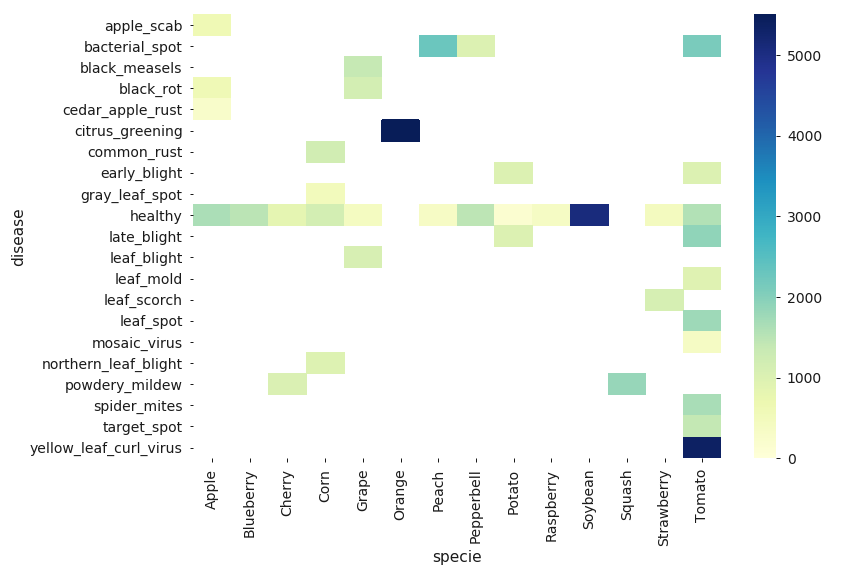 disease
apple_scab
bacterial_spot
black_measels
black_rot
cedar_apple_rust
citrus_greening
common_rust
early_blight
gray_leaf_spot
healthy
late_blight
leaf_blight
leaf_mold
leaf_scorch
leaf_spot
mosaic_virus
northern_leaf_blight
powdery_mildew
spider_mites
target_spot
yellow_leaf_curl_virus
Apple
Blueberry
Cherry
Corn
Grape
Orange
Peach
Pepperbell
Potato
Raspberry
Soybean
Squash
Strawberry
Tomato
specie
5000
4000
3000
2000
1000
0